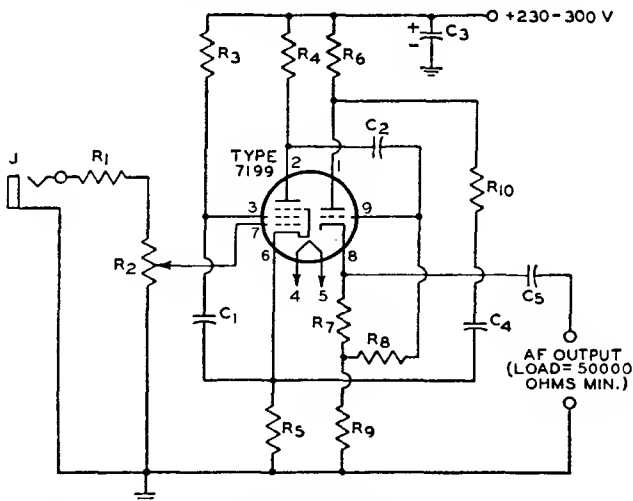 +230-300 V
+
-
C3
R3
R4
R6
C2
TYPE
7199
2
1
J
R1
R10
3
7
9
R2
6
8
4
5
C1
R7
R8
C5
C4
AF OUTPUT
(LOAD=50000
OHMS MIN.)
R5
R9